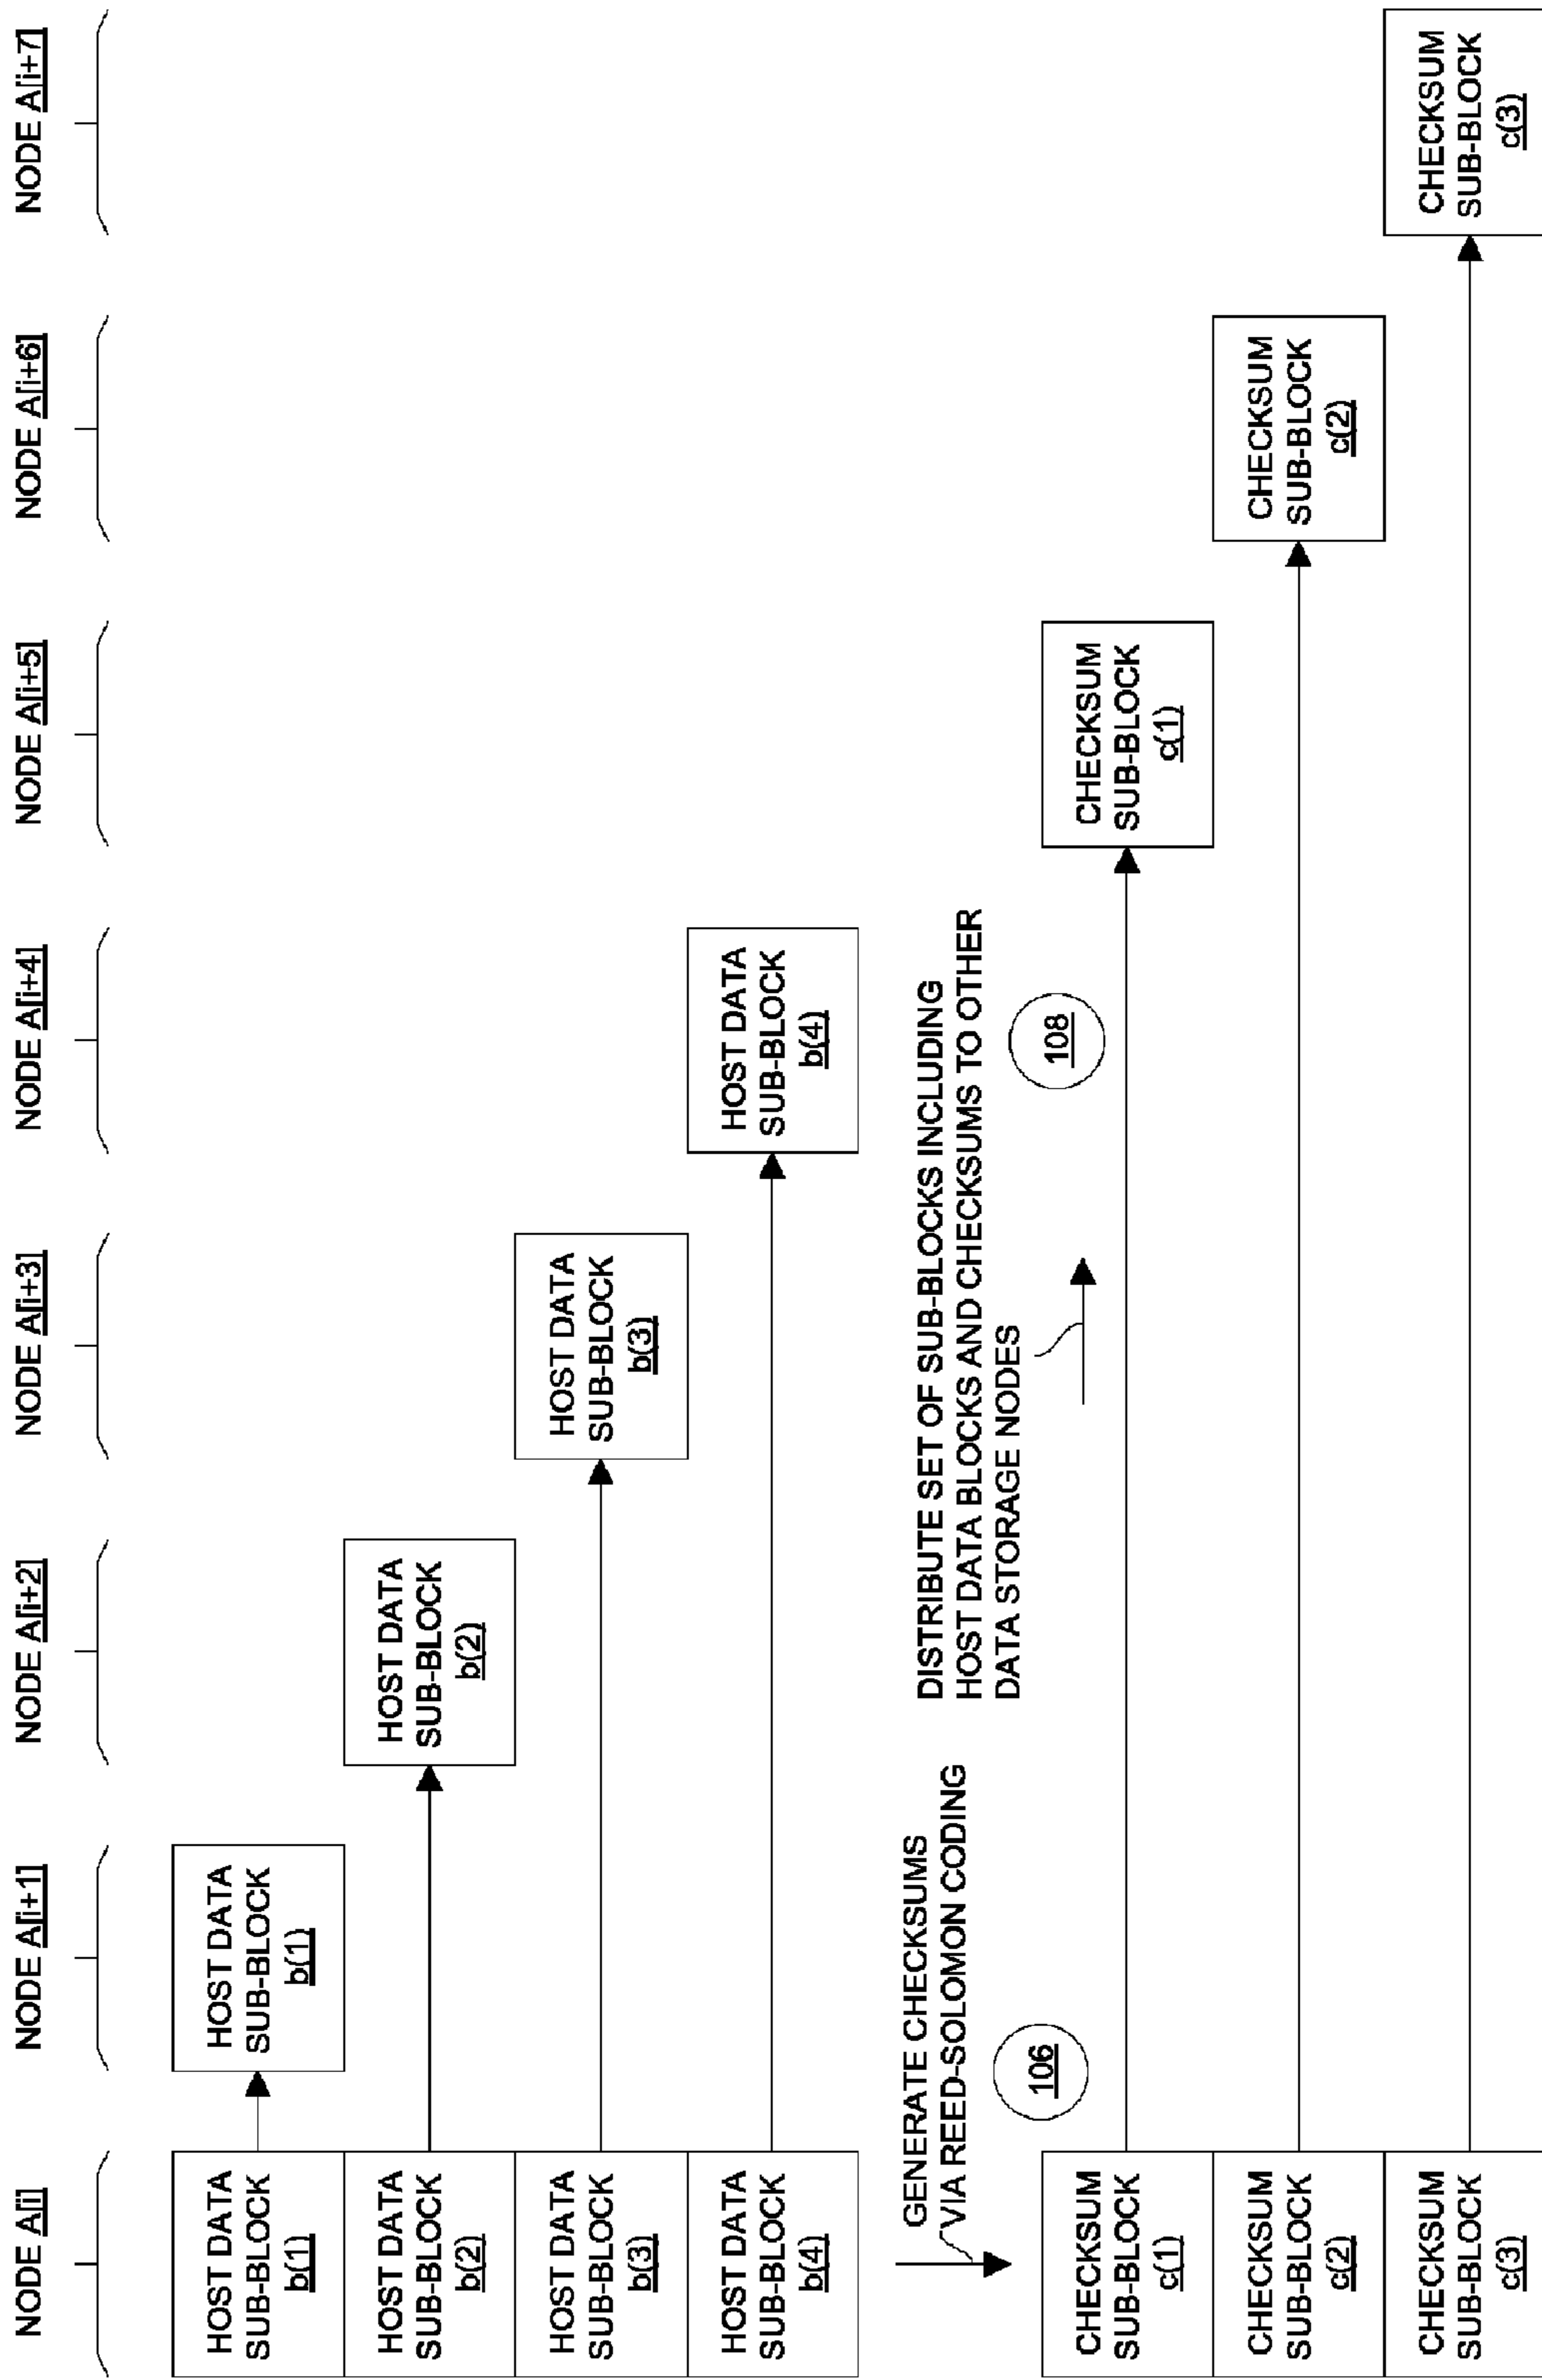 NODE A[i]
NODE A[i+1]
NODE A[i+2]
NODE A[i+3]
NODE A[i+4]
NODE A[i+5]
NODE A[i+6]
NODE A[i+7]
HOST DATA
SUB-BLOCK
b(1)
HOST DATA
SUB-BLOCK
b(1)
HOST DATA
SUB-BLOCK
b(2)
HOST DATA
SUB-BLOCK
b(2)
HOST DATA
SUB-BLOCK
b(3)
HOST DATA
SUB-BLOCK
b(3)
HOST DATA
SUB-BLOCK
b(4)
HOST DATA
SUB-BLOCK
b(4)
GENERATE CHECKSUMS
VIA REED-SOLOMON CODING
106
DISTRIBUTE SET OF SUB-BLOCKS INCLUDING
HOST DATA BLOCKS AND CHECKSUMS TO OTHER
DATA STORAGE NODES
108
CHECKSUM
SUB-BLOCK
c(1)
CHECKSUM
SUB-BLOCK
c(1)
CHECKSUM
SUB-BLOCK
c(2)
CHECKSUM
SUB-BLOCK
c(2)
CHECKSUM
SUB-BLOCK
c(3)
CHECKSUM
SUB-BLOCK
c(3)